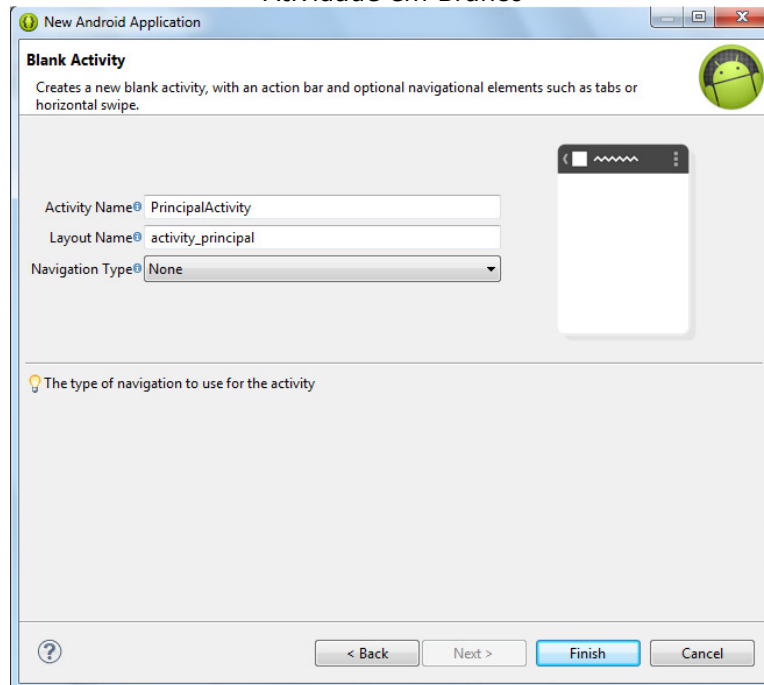 New Android Application
Blank Activity
Creates a new blank activity, with an action bar and optional navigational elements such as tabs or
horizontal swipe.
Activity Name PrincipalActivity
Layout Name activity_principal
Navigation Type None
The type of navigation to use for the activity
< Back Next > Finish Cancel